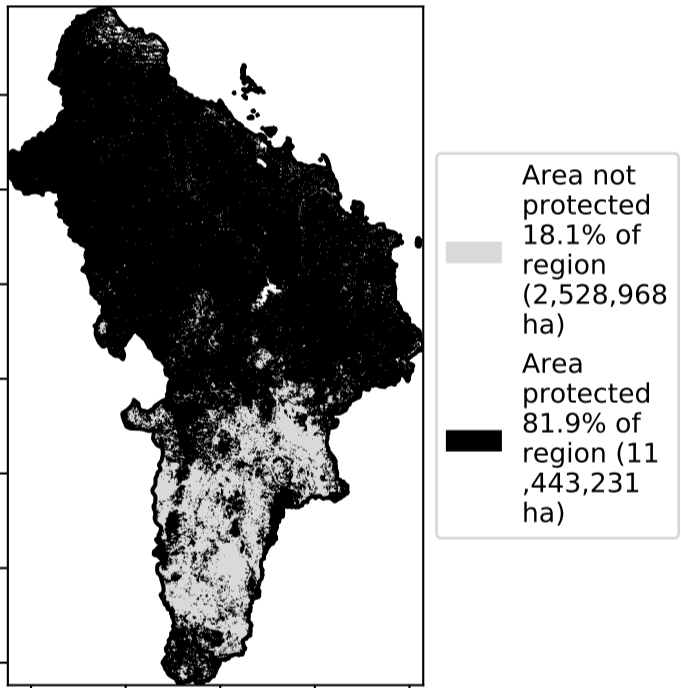 Area not
protected
18.1% of
region
(2,528,968
ha)
Area
protected
81.9% of
region (11
,443,231
ha)